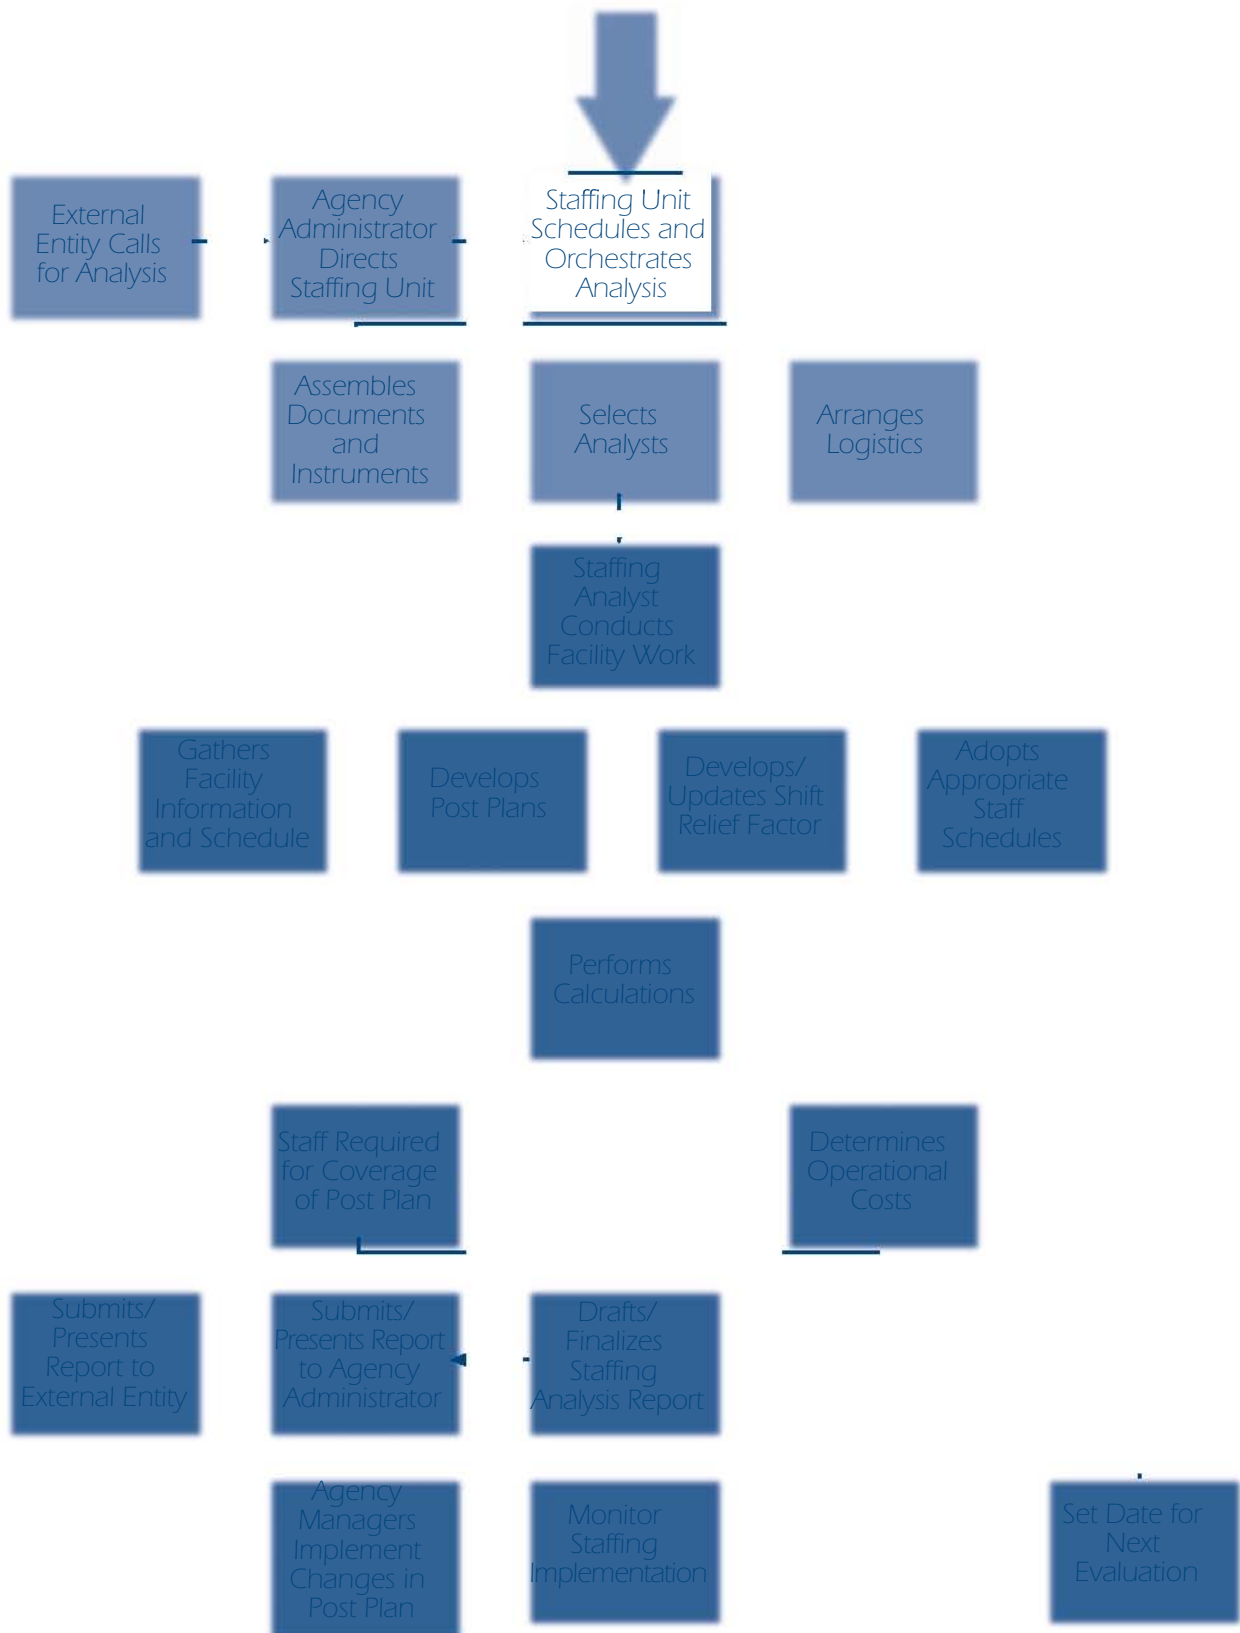 External
Entity Calls
for Analysis
Agency
Administrator
Directs
Staffing Unit
Staffing Unit
Schedules and
Orchestrates
Analysis
Assembles
Documents
and
Instruments
Selects
Analysts
Arranges
Logistics
Staffing
Analyst
Conducts
Facility Work
Gathers
Facility
Information
and Schedule
Develops
Post Plans
Develops/
Updates Shift
Relief Factor
Adopts
Appropriate
Staff
Schedules
Performs
Calculations
Staff Required
for Coverage
of Post Plan
Determines
Operational
Costs
Submits/
Presents
Report to
External Entity
Submits/
Presents Report
to Agency
Administrator
Drafts/
Finalizes
Staffing
Analysis Report
Agency
Managers
Implement
Changes in
Post Plan
Monitor
Staffing
Implementation
Set Date for
Next
Evaluation